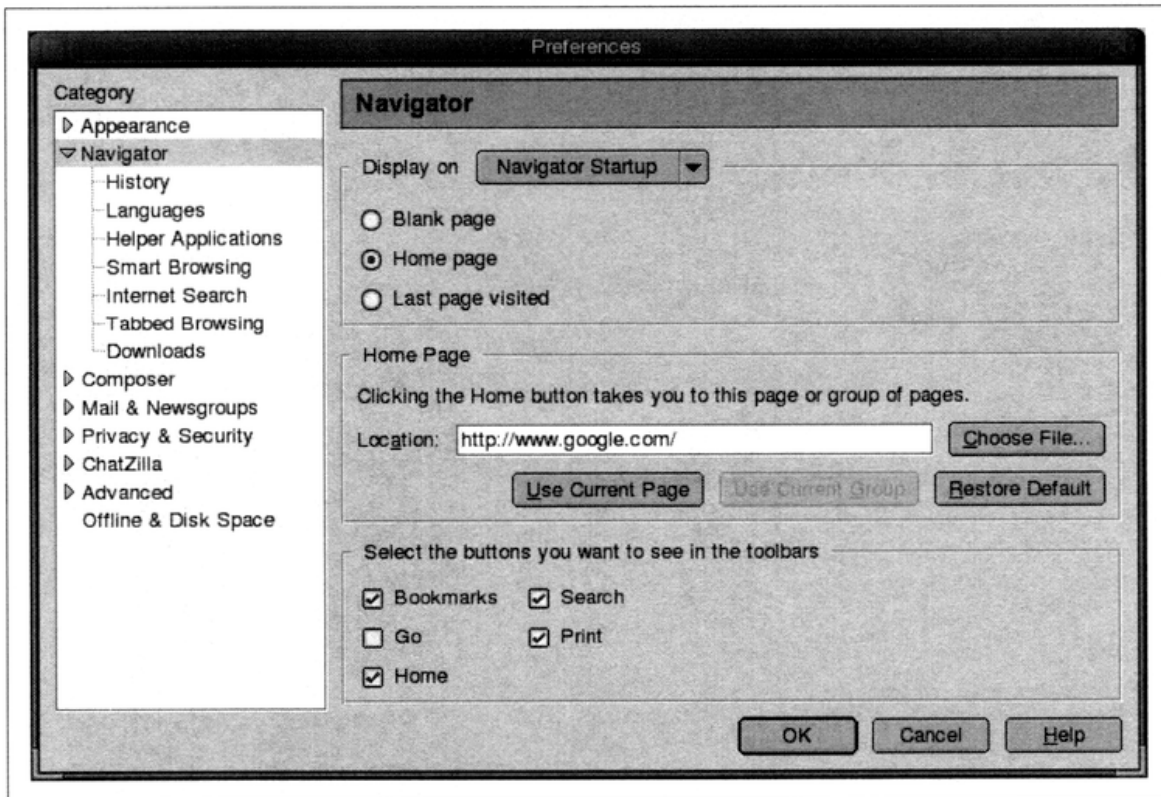 Preferences
Category
Appearance
Navigator
History
Languages
Helper Applications
Smart Browsing
Internet Search
Tabbed Browsing
Downloads
Composer
Mail & Newsgroups
Privacy & Security
ChatZilla
Advanced
Offline & Disk Space
Navigator
Display on Navigator Startup
Blank page
Home page
Last page visited
Home Page
Clicking the Home button takes you to this page or group of pages.
Location: http://www.google.com/ Choose File...
Use Current Page Use Current Group Restore Default
Select the buttons you want to see in the toolbars
Bookmarks Search
Go Print
Home
OK Cancel Help